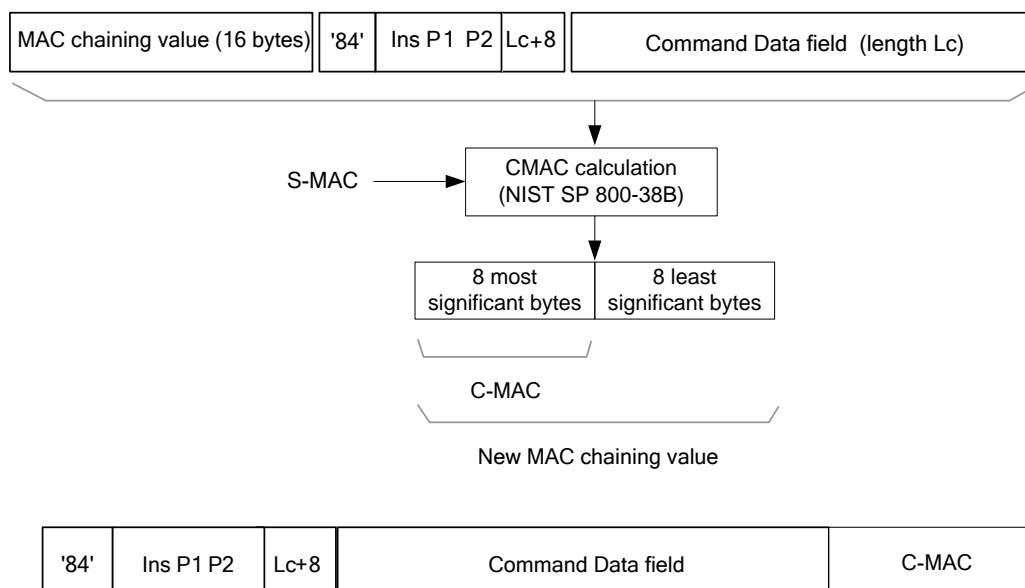 MAC chaining value (16 bytes) '84' Ins P1 P2 Lc+8 Command Data field (length Lc)
S-MAC
CMAC calculation
(NIST SP 800-38B)
8 most
significant bytes
8 least
significant bytes
C-MAC
New MAC chaining value
'84' Ins P1 P2 Lc+8 Command Data field C-MAC